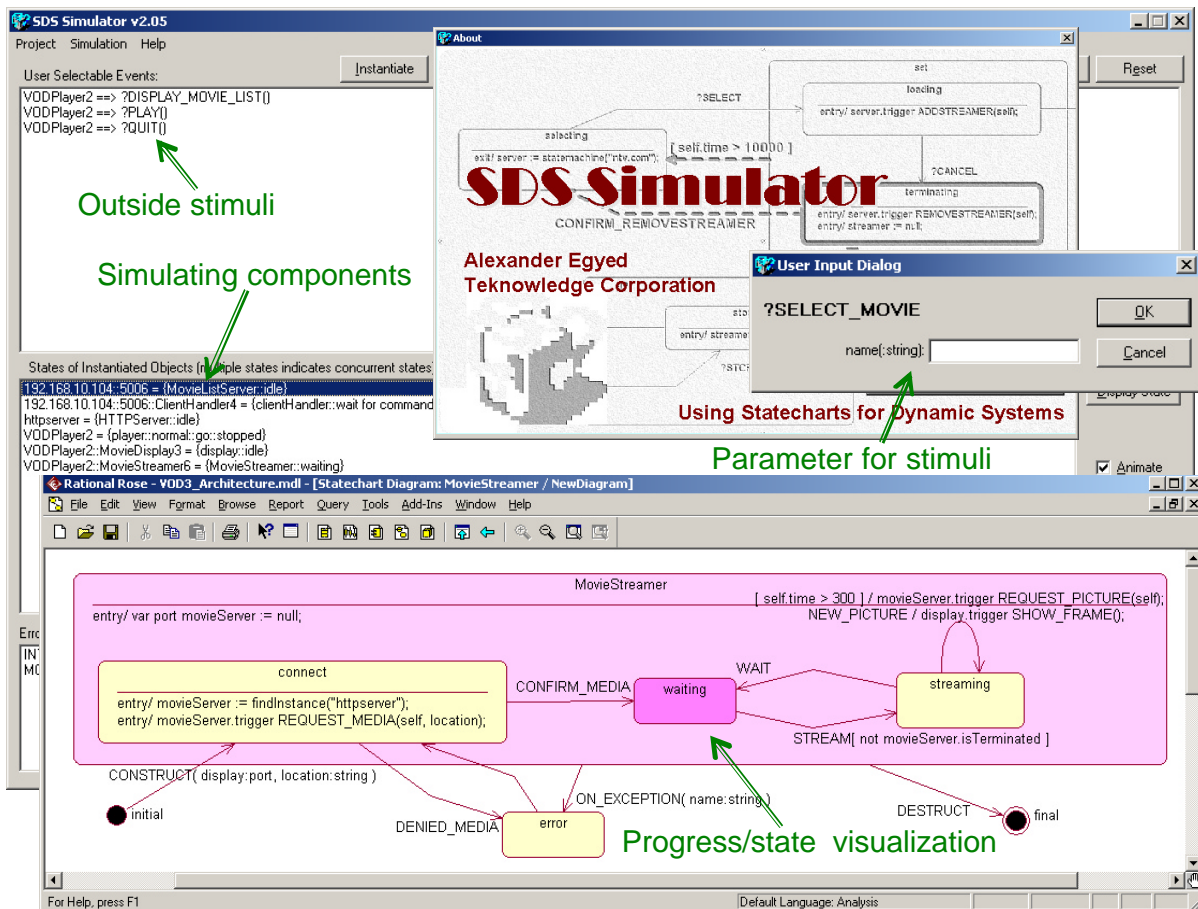 SDS Simulator v2.05
Project Simulation Help
User Selectable Events:
Instantiate
Reset
VODPlayer2 ==> ?DISPLAY_MOVIE_LIST()
VODPlayer2 ==> ?PLAY()
VODPlayer2 ==> ?QUIT()
Outside stimuli
Simulating components
States of Instantiated Objects (multiple states indicates concurrent states)
192.168.10.104::5006 = {MovieListServer::idle}
192.168.10.104::5006::ClientHandler4 = {clientHandler::wait for command
httpserver = {HTTPServer::idle}
VODPlayer2 = {player::normal::go::stopped}
VODPlayer2::MovieDisplay3 = {display::idle}
VODPlayer2::MovieStreamer6 = {MovieStreamer::waiting}
Display State
Animate
About
set
loading
entry/ server.trigger ADDSTREAMER(self);
?SELECT
selecting
exit/ server := statemachine("ntv.com");
[ self.time > 10000 ]
?CANCEL
terminating
entry/ server.trigger REMOVESTREAMER(self);
entry/ streamer := null;
SDS Simulator
CONFIRM_REMOVESTREAMER
Alexander Egyed
Teknowledge Corporation
entry/ streame
Using Statecharts for Dynamic Systems
User Input Dialog
?SELECT_MOVIE
name(:string):
OK
Cancel
Parameter for stimuli
Rational Rose - VOD3_Architecture.mdl - [Statechart Diagram: MovieStreamer / NewDiagram]
File Edit View Format Browse Report Query Tools Add-Ins Window Help
MovieStreamer
entry/ var port movieServer := null;
[ self.time > 300 ] / movieServer.trigger REQUEST_PICTURE(self);
NEW_PICTURE / display.trigger SHOW_FRAME();
connect
entry/ movieServer := findInstance("httpserver");
entry/ movieServer.trigger REQUEST_MEDIA(self, location);
CONFIRM_MEDIA
waiting
WAIT
streaming
STREAM[ not movieServer.isTerminated ]
CONSTRUCT( display:port, location:string )
initial
DENIED_MEDIA
error
ON_EXCEPTION( name:string )
DESTRUCT
final
Progress/state visualization
For Help, press F1
Default Language: Analysis